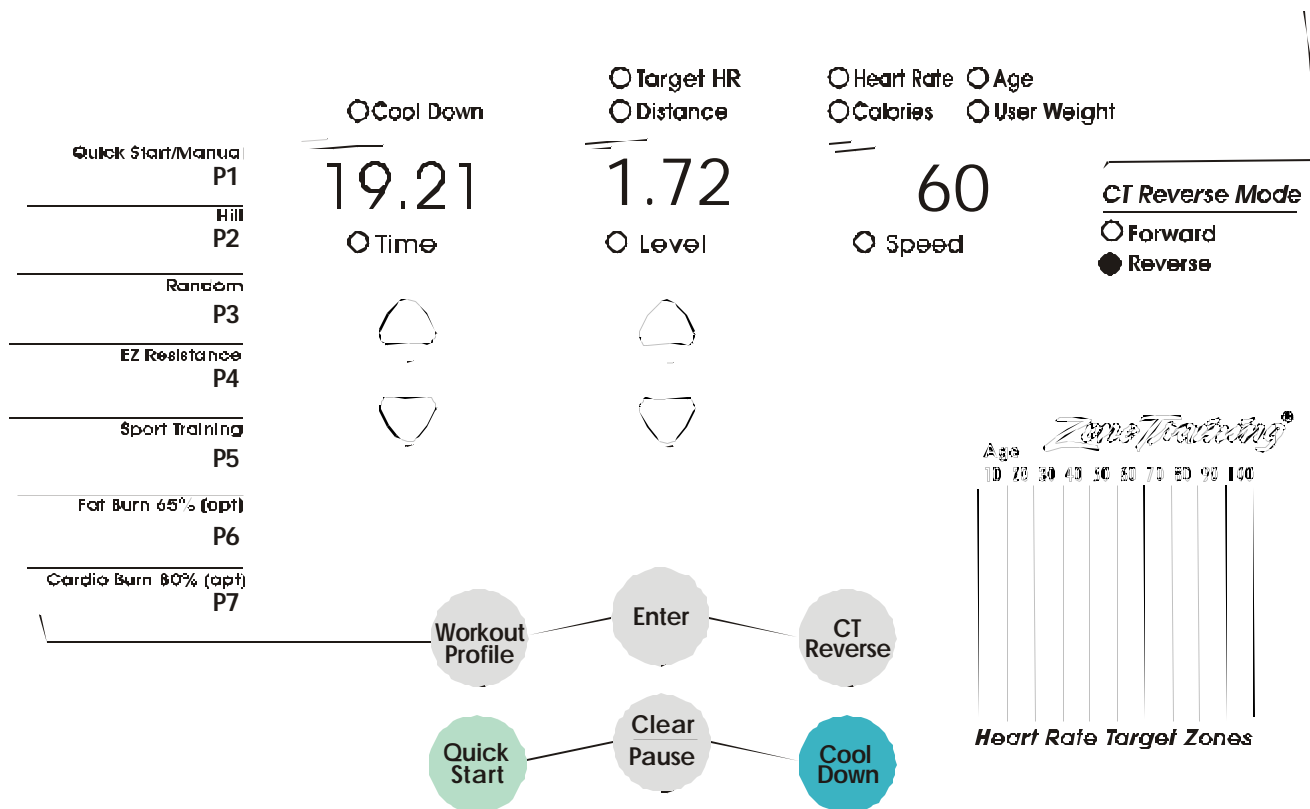 Target HR
Heart Rate Age
Cool Down
Distance
Calories User Weight
Quick Start/Manual
P1
19.21
1.72
60
CT Reverse Mode
Hill
P2
Time
Level
Speed
Forward
Reverse
Random
P3
EZ Resistance
P4
Sport Training
P5
Zone Training®
Age
10 20 30 40 50 60 70 80 90 100
Fat Burn 65% (opt)
P6
Cardio Burn 80% (opt)
P7
Workout
Profile
Enter
CT
Reverse
Quick
Start
Clear
Pause
Cool
Down
Heart Rate Target Zones